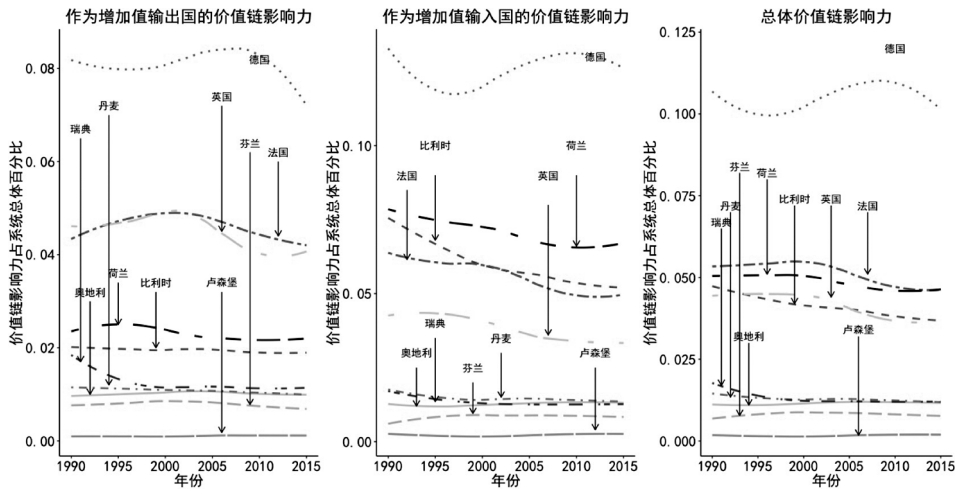 作为增加值输出国的价值链影响力
价值链影响力占系统总体百分比
0.08
0.06
0.04
0.02
0.00
德国
英国
丹麦
瑞典
芬兰
法国
荷兰
奥地利
比利时
卢森堡
1990 1995 2000 2005 2010 2015
年份
作为增加值输入国的价值链影响力
价值链影响力占系统总体百分比
0.10
0.05
0.00
德国
比利时
荷兰
法国
英国
瑞典
丹麦
奥地利
芬兰
卢森堡
1990 1995 2000 2005 2010 2015
年份
总体价值链影响力
价值链影响力占系统总体百分比
0.125
0.100
0.075
0.050
0.025
0.000
德国
芬兰
荷兰
比利时
英国
丹麦
法国
瑞典
奥地利
卢森堡
1990 1995 2000 2005 2010 2015
年份